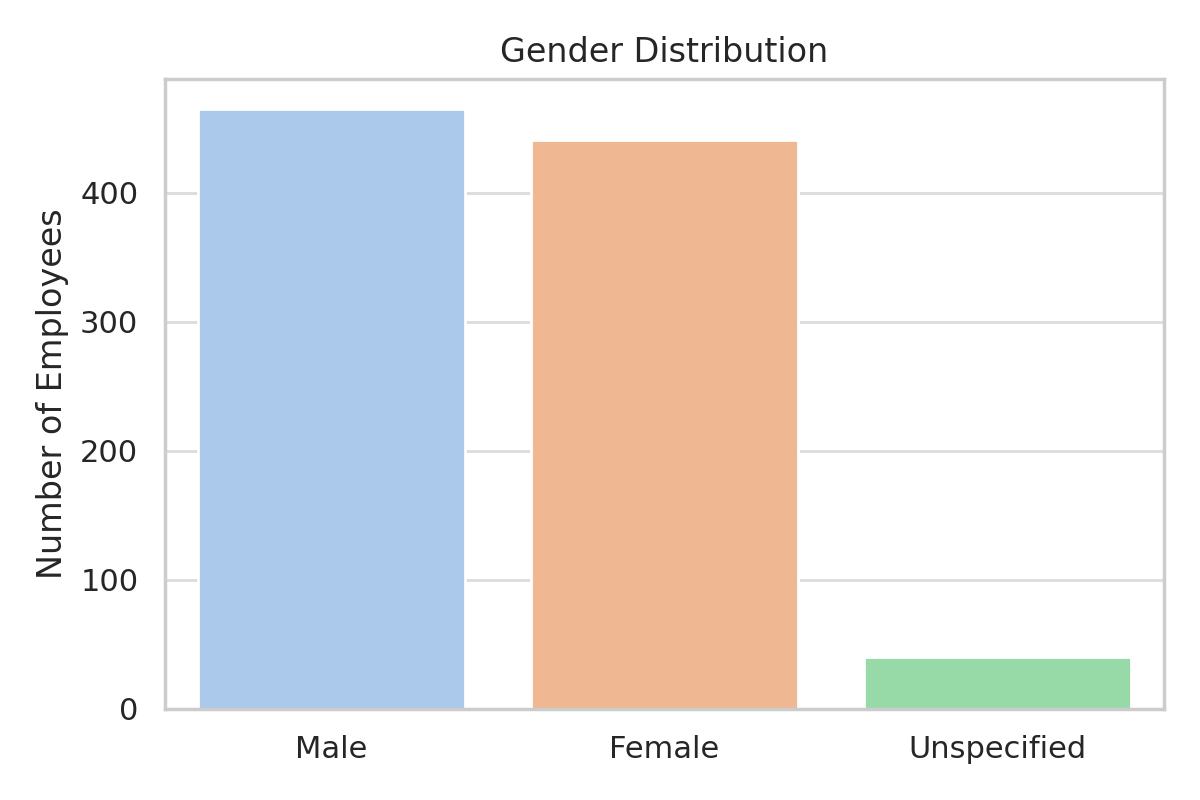 Gender Distribution
Number of Employees
400
300
200
100
0
Male
Female
Unspecified